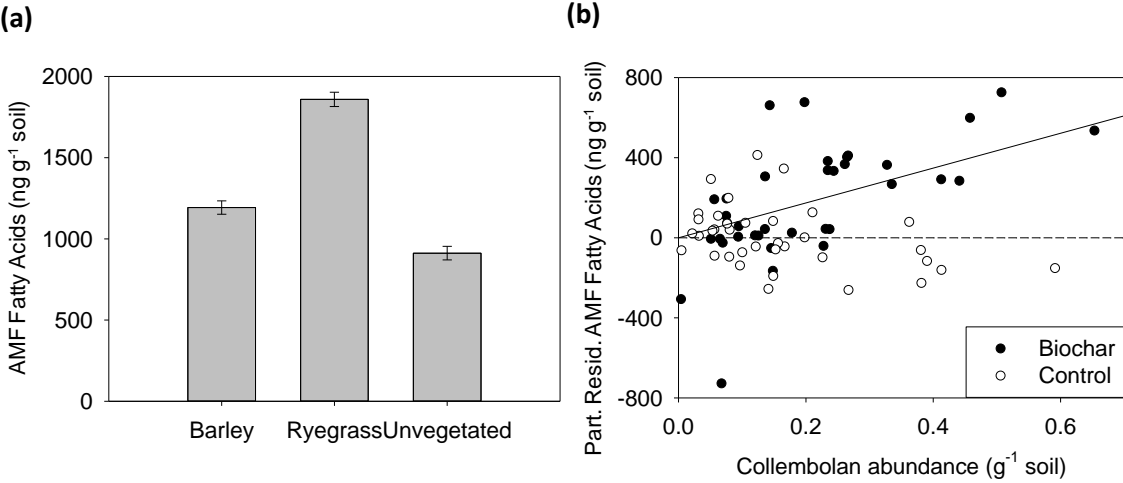 (a)
(b)
AMF Fatty Acids (ng g-1 soil)
2000
1500
1000
500
0
Barley
Ryegrass
Unvegetated
Part. Resid. AMF Fatty Acids (ng g-1 soil)
800
400
0
-400
-800
0.0
0.2
0.4
0.6
Collembolan abundance (g-1 soil)
Biochar
Control